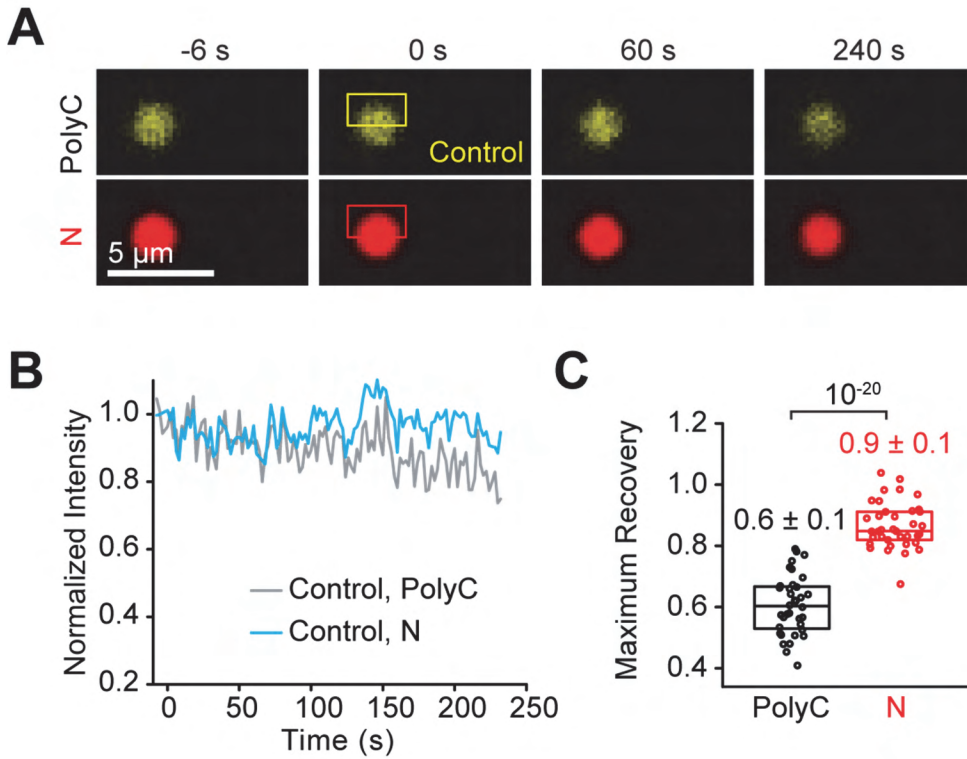 A
-6 s 0 s 60 s 240 s
PolyC
Control
N
5 μm
B
Normalized Intensity
1.0
0.8
0.6
0.4
0.2
Control, PolyC
Control, N
0 50 100 150 200 250
Time (s)
C
10⁻²⁰
Maximum Recovery
1.2
1.0
0.8
0.6
0.4
0.9 ± 0.1
0.6 ± 0.1
PolyC N